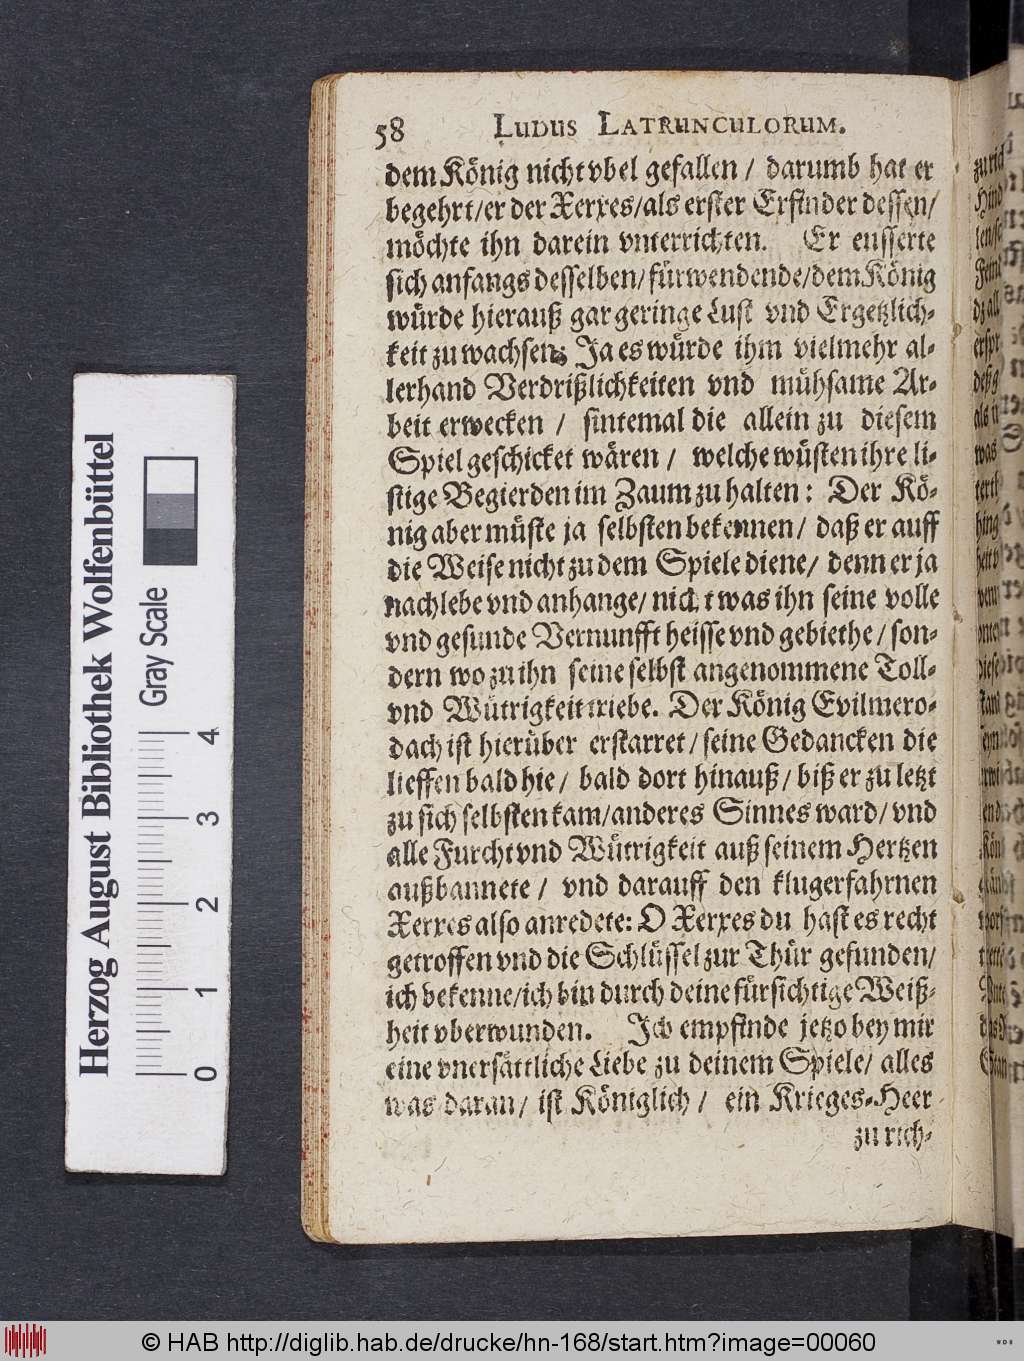 58 LUDUS LATRUNCULORUM.
dem König nicht vbel gefallen / darumb hat er
begehrt/er der Xerxes/als erster Erfinder dessen/
möchte ihn darein vnterrichten. Er eusserte
sich anfangs desselben/fürwendende/dem König
würde hierauß gar geringe Lust vnd Ergetzlich-
keit zu wachsen; Ja es würde ihm vielmehr al-
lerhand Verdrißlichkeiten vnd mühsame Ar-
beit erwecken / sintemal die allein zu diesem
Spiel geschicket wären / welche wüsten ihre li-
stige Begierden im Zaum zu halten: Der Kö-
nig aber müste ja selbsten bekennen/ daß er auff
die Weise nicht zu dem Spiele diene/ denn er ja
nachlebe vnd anhange/ nicht was ihn seine volle
vnd gesunde Vernunfft heisse vnd gebiethe/ son-
dern wo zu ihn seine selbst angenommene Toll-
vnd Wütrigkeit triebe. Der König Evilmero-
dach ist hierüber erstarret/ seine Gedancken die
lieffen bald hie/ bald dort hinauß/ biß er zu letzt
zu sich selbsten kam/anderes Sinnes ward/ vnd
alle Furcht vnd Wütrigkeit auß seinem Hertzen
außbannete / vnd darauff den klugerfahrnen
Xerxes also anredete: O Xerxes du hast es recht
getroffen vnd die Schlüssel zur Thür gefunden/
ich bekenne/ich bin durch deine fürsichtige Weiß-
heit vberwunden. Ich empfinde jetzo bey mir
eine vnersättliche Liebe zu deinem Spiele/ alles
was daran/ ist Königlich / ein Krieges-Heer
zu rich-
Herzog August Bibliothek Wolfenbüttel
Gray Scale
0 1 2 3 4
© HAB http://diglib.hab.de/drucke/hn-168/start.htm?image=00060